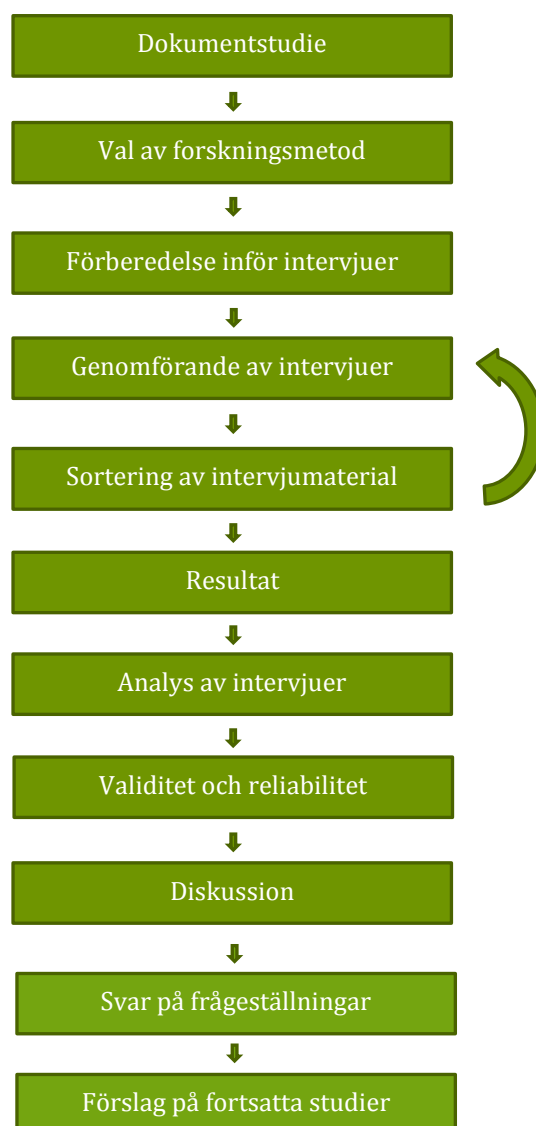 Dokumentstudie
Val av forskningsmetod
Förberedelse inför intervjuer
Genomförande av intervjuer
Sortering av intervjumaterial
Resultat
Analys av intervjuer
Validitet och reliabilitet
Diskussion
Svar på frågeställningar
Förslag på fortsatta studier